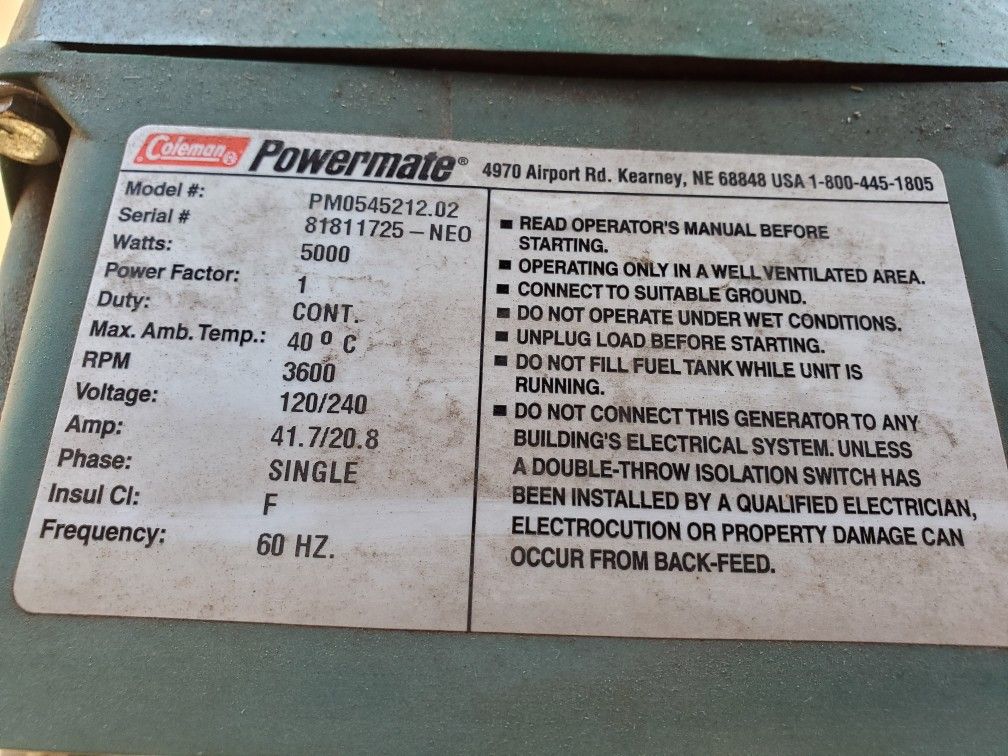 Coleman® Powermate® 4970 Airport Rd. Kearney, NE 68848 USA 1-800-445-1805
Model #: PM0545212.02
Serial # 81811725-NEO
Watts: 5000
Power Factor: 1
Duty: CONT.
Max. Amb. Temp.: 40 º C
RPM 3600
Voltage: 120/240
Amp: 41.7/20.8
Phase: SINGLE
Insul Cl: F
Frequency: 60 HZ.
▪ READ OPERATOR'S MANUAL BEFORE
STARTING.
▪ OPERATING ONLY IN A WELL VENTILATED AREA.
▪ CONNECT TO SUITABLE GROUND.
▪ DO NOT OPERATE UNDER WET CONDITIONS.
▪ UNPLUG LOAD BEFORE STARTING.
▪ DO NOT FILL FUEL TANK WHILE UNIT IS
RUNNING.
▪ DO NOT CONNECT THIS GENERATOR TO ANY
BUILDING'S ELECTRICAL SYSTEM. UNLESS
A DOUBLE-THROW ISOLATION SWITCH HAS
BEEN INSTALLED BY A QUALIFIED ELECTRICIAN,
ELECTROCUTION OR PROPERTY DAMAGE CAN
OCCUR FROM BACK-FEED.